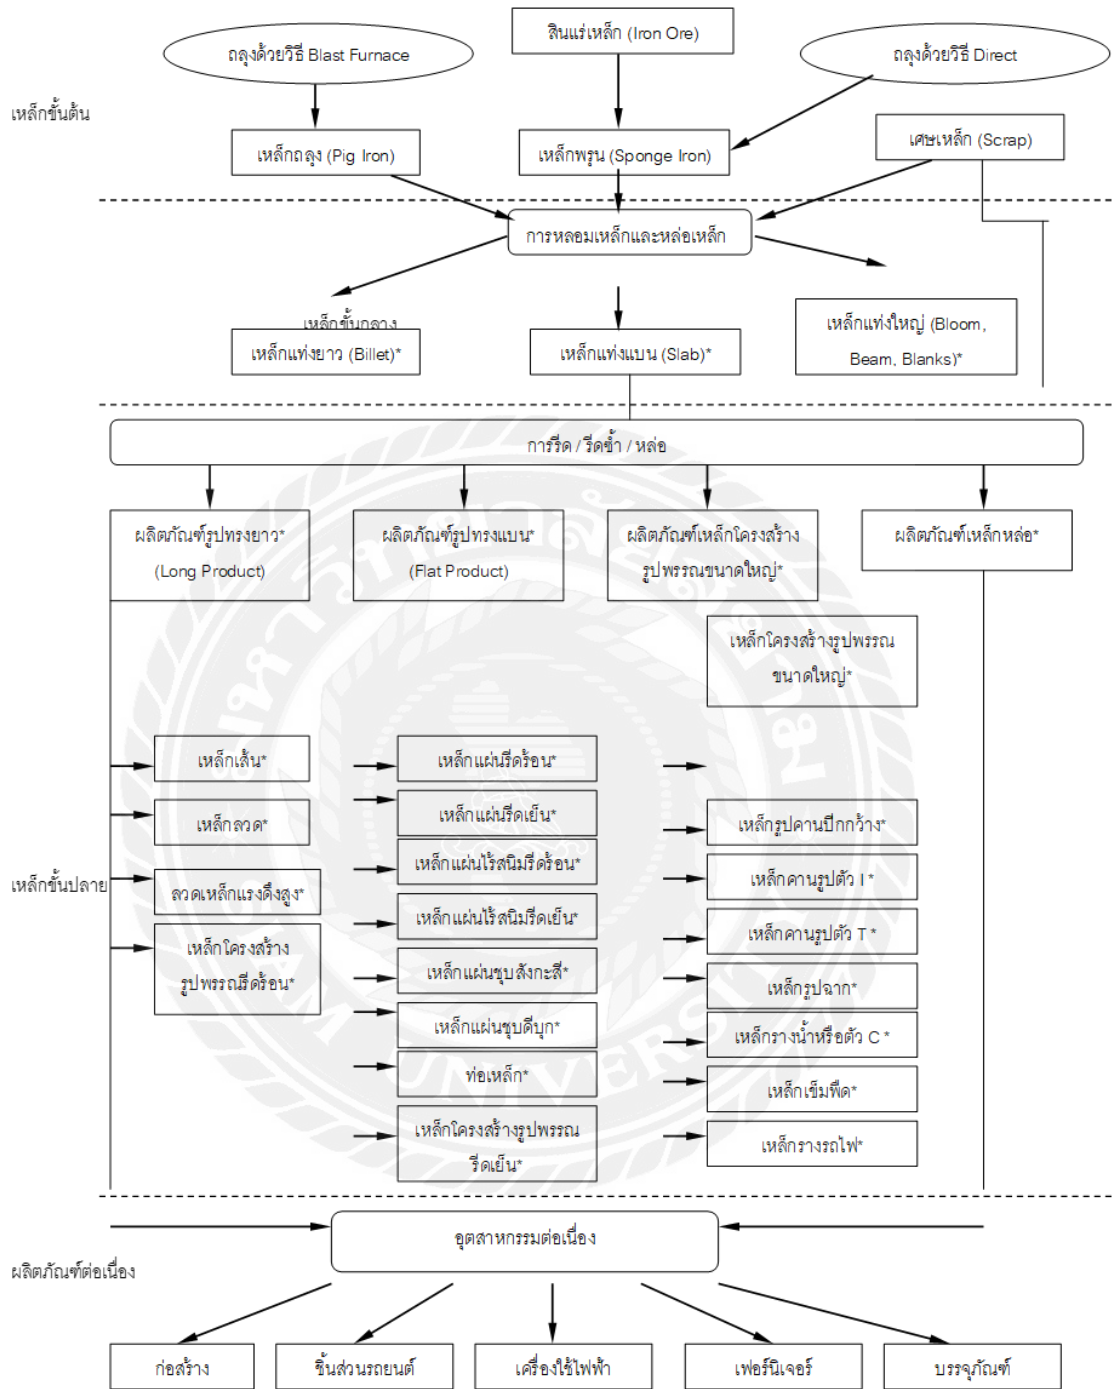 สินแร่เหล็ก (Iron Ore)
ถลุงด้วยวิธี Blast Furnace
ถลุงด้วยวิธี Direct
เหล็กขั้นต้น
เหล็กถลุง (Pig Iron)
เหล็กพรุน (Sponge Iron)
เศษเหล็ก (Scrap)
การหลอมเหล็กและหล่อเหล็ก
เหล็กขั้นกลาง
เหล็กแท่งยาว (Billet)*
เหล็กแท่งแบน (Slab)*
เหล็กแท่งใหญ่ (Bloom,
Beam, Blanks)*
การรีด / รีดซ้ำ / หล่อ
ผลิตภัณฑ์รูปทรงยาว*
(Long Product)
ผลิตภัณฑ์รูปทรงแบน*
(Flat Product)
ผลิตภัณฑ์เหล็กโครงสร้าง
รูปพรรณขนาดใหญ่*
ผลิตภัณฑ์เหล็กหล่อ*
เหล็กโครงสร้างรูปพรรณ
ขนาดใหญ่*
เหล็กขั้นปลาย
เหล็กเส้น*
เหล็กลวด*
ลวดเหล็กแรงดึงสูง*
เหล็กโครงสร้าง
รูปพรรณรีดร้อน*
เหล็กแผ่นรีดร้อน*
เหล็กแผ่นรีดเย็น*
เหล็กแผ่นไร้สนิมรีดร้อน*
เหล็กแผ่นไร้สนิมรีดเย็น*
เหล็กแผ่นชุบสังกะสี*
เหล็กแผ่นชุบดีบุก*
ท่อเหล็ก*
เหล็กโครงสร้างรูปพรรณ
รีดเย็น*
เหล็กรูปคานปีกกว้าง*
เหล็กคานรูปตัว I*
เหล็กคานรูปตัว T *
เหล็กรูปฉาก*
เหล็กรางน้ำหรือตัว C *
เหล็กเข็มพืด*
เหล็กรางรถไฟ*
มหาวิทยาลัยสยาม
SIAM UNIVERSITY
อุตสาหกรรมต่อเนื่อง
ผลิตภัณฑ์ต่อเนื่อง
ก่อสร้าง
ชิ้นส่วนรถยนต์
เครื่องใช้ไฟฟ้า
เฟอร์นิเจอร์
บรรจุภัณฑ์